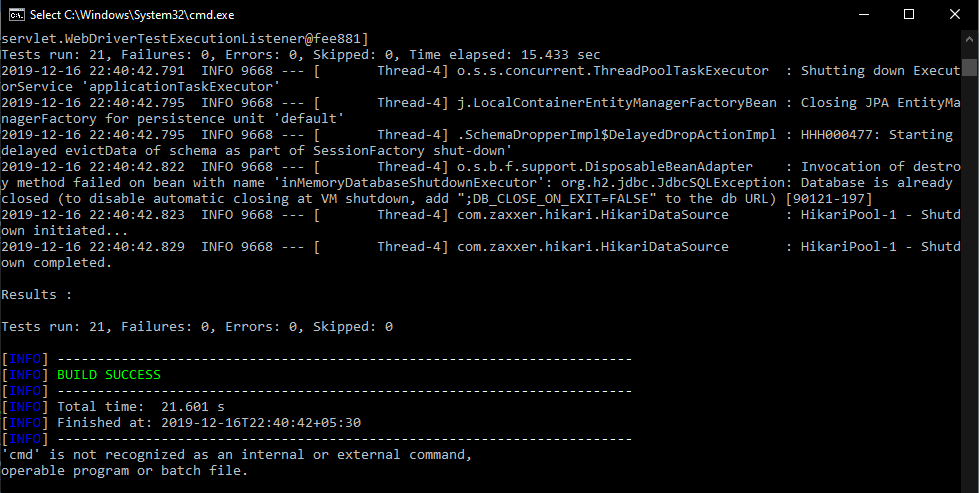 Select C:\Windows\System32\cmd.exe
servlet.WebDriverTestExecutionListener@fee881]
Tests run: 21, Failures: 0, Errors: 0, Skipped: 0, Time elapsed: 15.433 sec
2019-12-16 22:40:42.791  INFO 9668 --- [       Thread-4] o.s.s.concurrent.ThreadPoolTaskExecutor  : Shutting down Execut
orService 'applicationTaskExecutor'
2019-12-16 22:40:42.795  INFO 9668 --- [       Thread-4] j.LocalContainerEntityManagerFactoryBean : Closing JPA EntityMa
nagerFactory for persistence unit 'default'
2019-12-16 22:40:42.795  INFO 9668 --- [       Thread-4] .SchemaDropperImpl$DelayedDropActionImpl : HHH000477: Starting
delayed evictData of schema as part of SessionFactory shut-down'
2019-12-16 22:40:42.822  INFO 9668 --- [       Thread-4] o.s.b.f.support.DisposableBeanAdapter    : Invocation of destro
y method failed on bean with name 'inMemoryDatabaseShutdownExecutor': org.h2.jdbc.JdbcSQLException: Database is already
closed (to disable automatic closing at VM shutdown, add ";DB_CLOSE_ON_EXIT=FALSE" to the db URL) [90121-197]
2019-12-16 22:40:42.823  INFO 9668 --- [       Thread-4] com.zaxxer.hikari.HikariDataSource       : HikariPool-1 - Shutd
own initiated...
2019-12-16 22:40:42.829  INFO 9668 --- [       Thread-4] com.zaxxer.hikari.HikariDataSource       : HikariPool-1 - Shutd
own completed.
Results :
Tests run: 21, Failures: 0, Errors: 0, Skipped: 0
[INFO] ------------------------------------------------------------------------
[INFO] BUILD SUCCESS
[INFO] ------------------------------------------------------------------------
[INFO] Total time:  21.601 s
[INFO] Finished at: 2019-12-16T22:40:42+05:30
[INFO] ------------------------------------------------------------------------
'cmd' is not recognized as an internal or external command,
operable program or batch file.